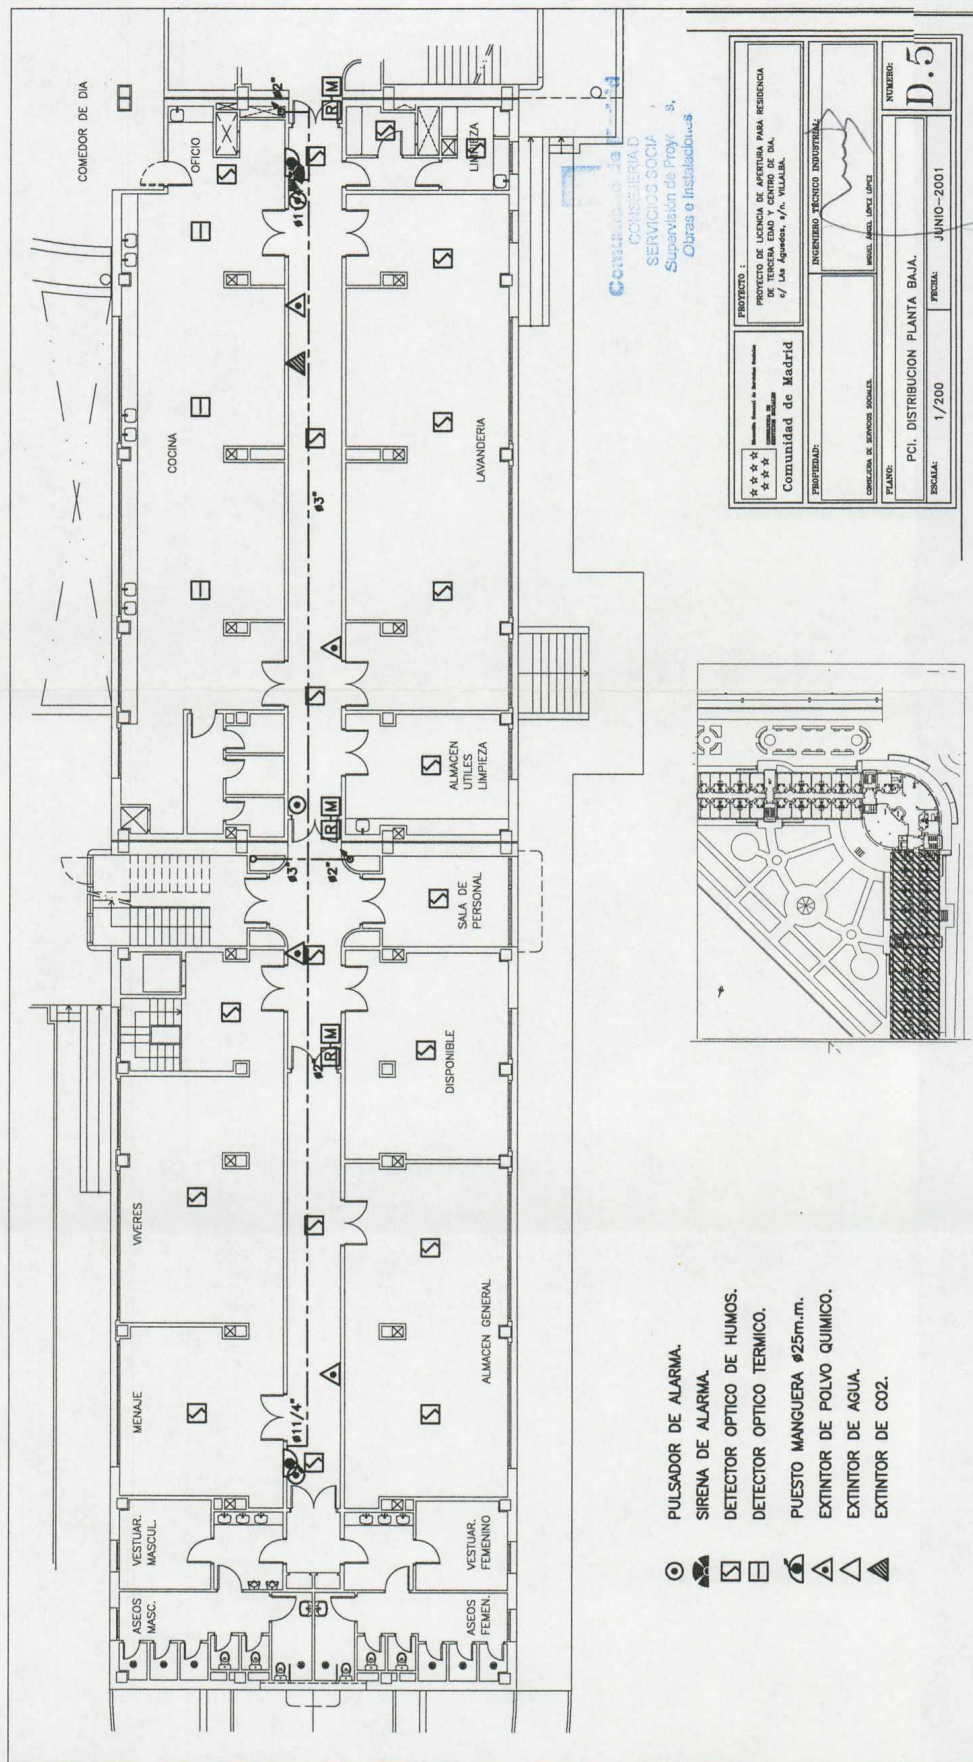 COMEDOR DE DIA
OFICIO
ø2"
R M
LIMPIEZA
ø1
COCINA
ø3"
LAVANDERIA
ALMACEN
UTILES
LIMPIEZA
R M
ø3"
ø2"
SALA DE
PERSONAL
R M
ø2"
DISPONIBLE
VIVERES
MENAJE
ø11/4"
ALMACEN GENERAL
VESTUAR.
MASCUL.
VESTUAR.
FEMENINO
ASEOS
MASC.
ASEOS
FEMEN.
PULSADOR DE ALARMA.
SIRENA DE ALARMA.
DETECTOR OPTICO DE HUMOS.
DETECTOR OPTICO TERMICO.
PUESTO MANGUERA ø25m.m.
EXTINTOR DE POLVO QUIMICO.
EXTINTOR DE AGUA.
EXTINTOR DE CO2.
CONSEJERIA D
SERVICIOS SOCIA
Supervisión de Proy
Obras e Instalaciones
Comunidad de Madrid
PROYECTO :
PROYECTO DE LICENCIA DE APERTURA PARA RESIDENCIA
DE TERCERA EDAD Y CENTRO DE DIA.
c/ LAs Águedas, s/n. VILLALBA.
PROPIEDAD:
CONSEJERIA DE SERVICIOS SOCIALES.
INGENIERO TÉCNICO INDUSTRIAL:
MIGUEL ÁNGEL LÓPEZ LÓPEZ
PLANO:
PCI. DISTRIBUCION PLANTA BAJA.
NUMERO:
D.5
ESCALA:
1/200
FECHA:
JUNIO-2001